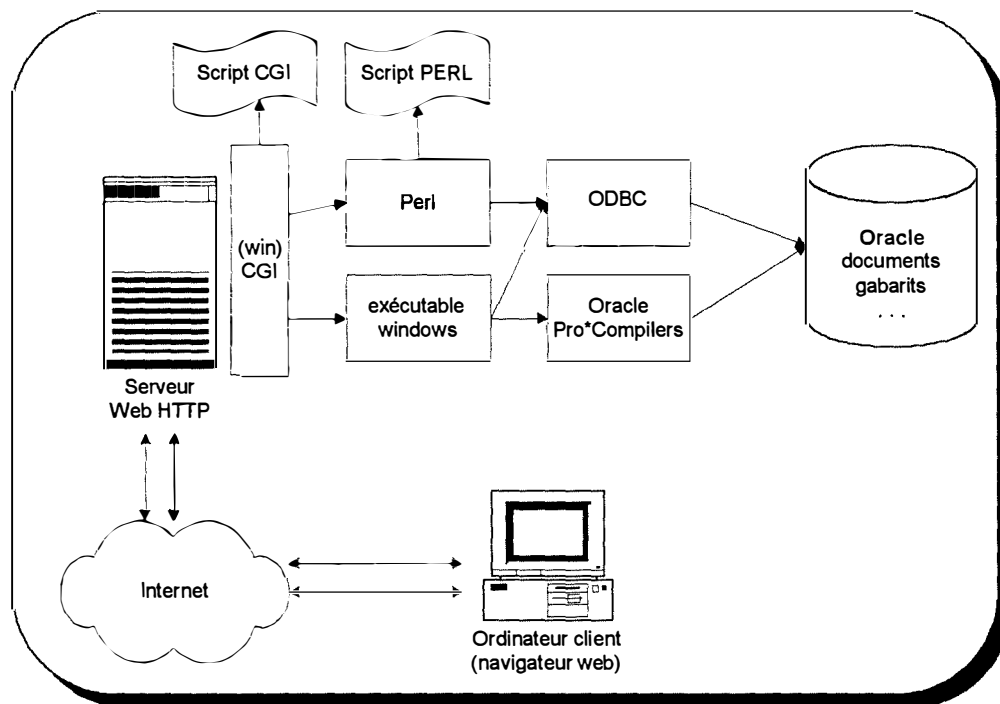 Script CGI
Script PERL
(win)
CGI
Perl
ODBC
exécutable
windows
Oracle
Pro*Compilers
Oracle
documents
gabarits
. . .
Serveur
Web HTTP
Internet
Ordinateur client
(navigateur web)